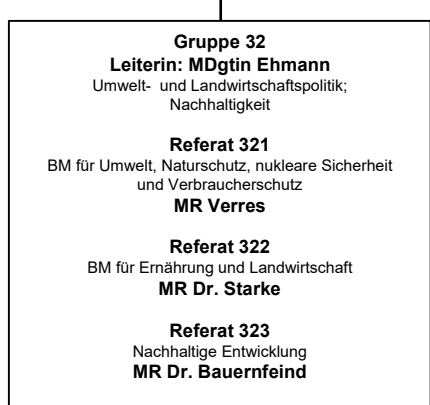 Gruppe 32
Leiterin: MDgtin Ehmann
Umwelt- und Landwirtschaftspolitik;
Nachhaltigkeit
Referat 321
BM für Umwelt, Naturschutz, nukleare Sicherheit
und Verbraucherschutz
MR Verres
Referat 322
BM für Ernährung und Landwirtschaft
MR Dr. Starke
Referat 323
Nachhaltige Entwicklung
MR Dr. Bauernfeind